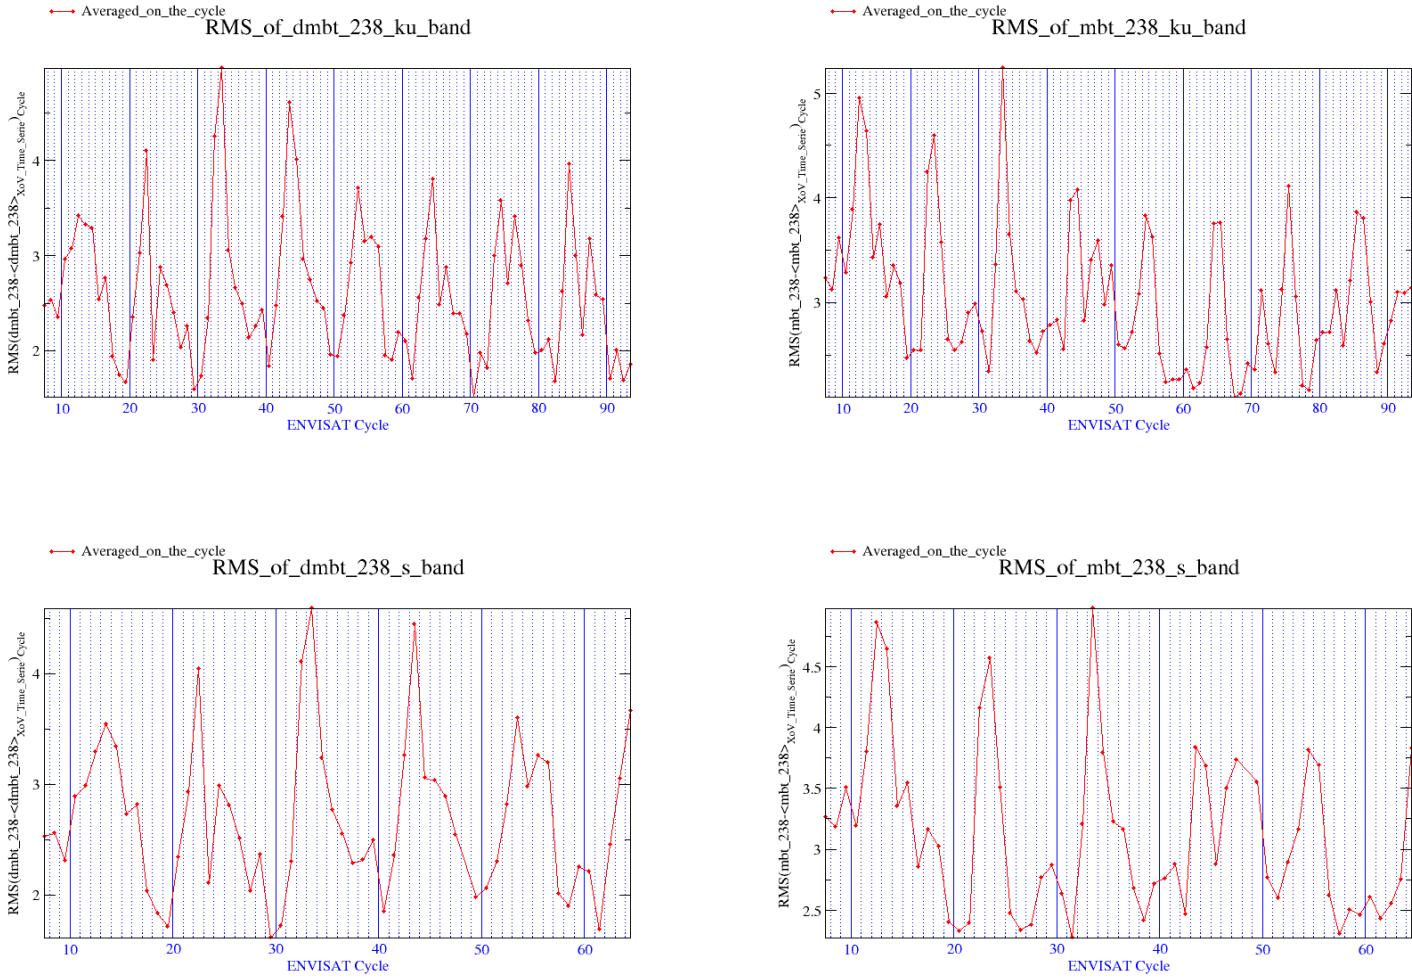 Averaged_on_the_cycle
RMS_of_dmbt_238_ku_band
RMS(dmbt_238-<dmbt_238>XoV_Time_Serie)Cycle
4
3
2
10 20 30 40 50 60 70 80 90
ENVISAT Cycle
Averaged_on_the_cycle
RMS_of_mbt_238_ku_band
RMS(mbt_238-<mbt_238>XoV_Time_Serie)Cycle
5
4
3
10 20 30 40 50 60 70 80 90
ENVISAT Cycle
Averaged_on_the_cycle
RMS_of_dmbt_238_s_band
RMS(dmbt_238-<dmbt_238>XoV_Time_Serie)Cycle
4
3
2
10 20 30 40 50 60
ENVISAT Cycle
Averaged_on_the_cycle
RMS_of_mbt_238_s_band
RMS(mbt_238-<mbt_238>XoV_Time_Serie)Cycle
4.5
4
3.5
3
2.5
10 20 30 40 50 60
ENVISAT Cycle